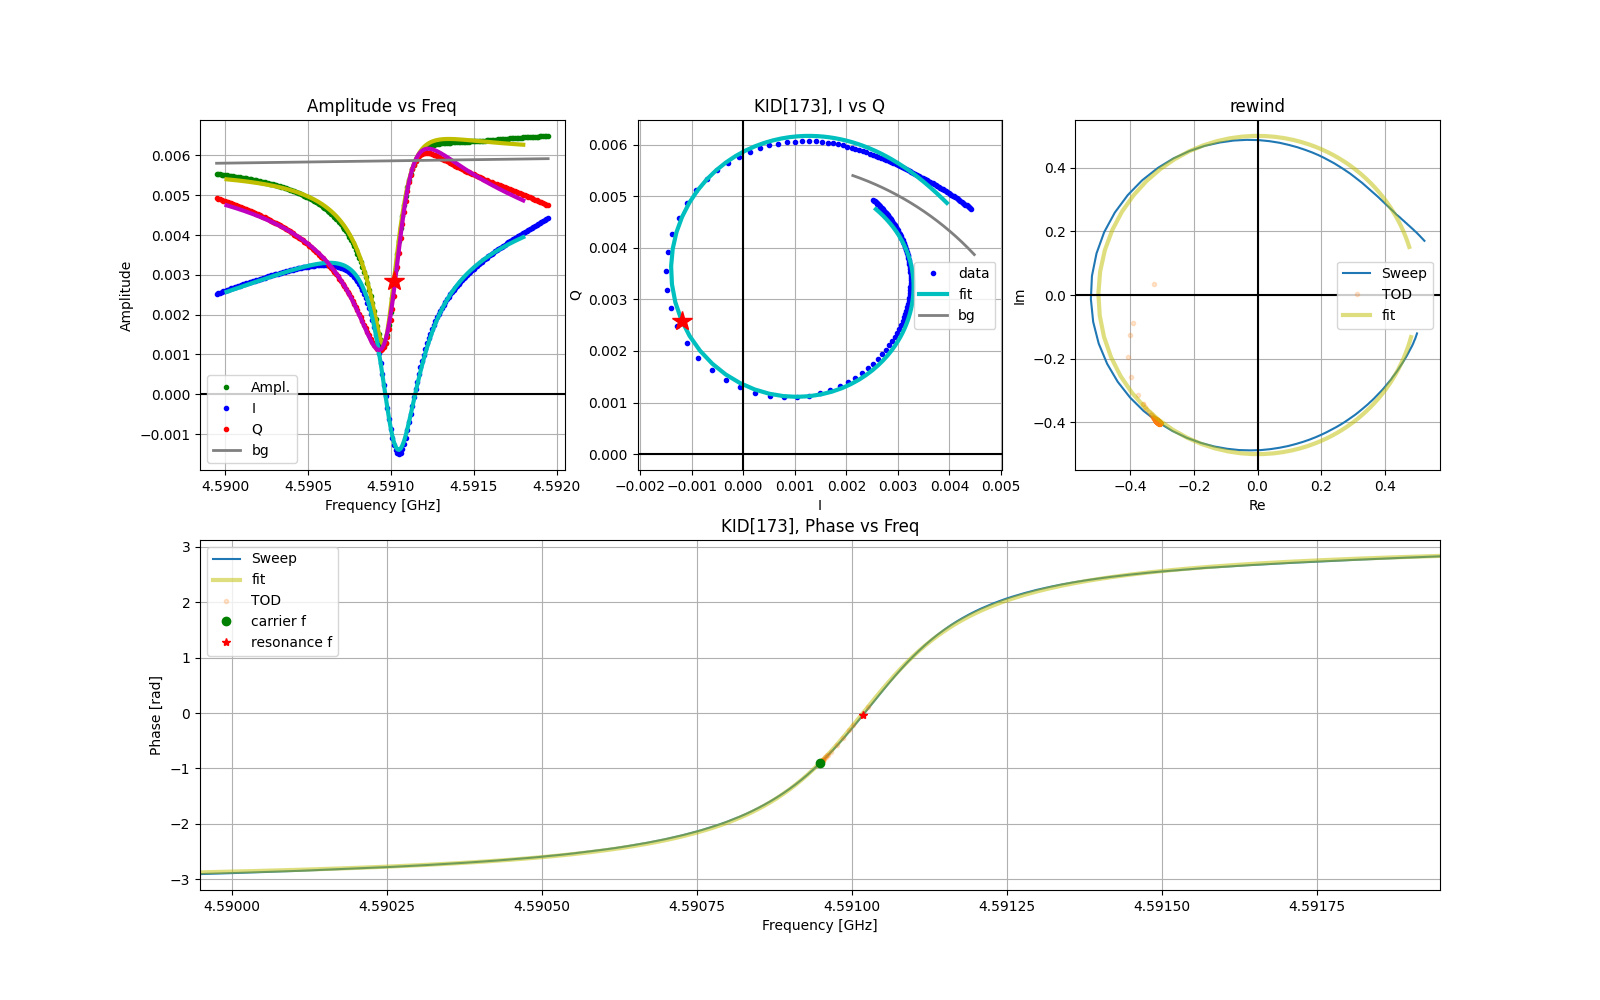 Amplitude vs Freq
Amplitude
0.006
0.005
0.004
0.003
0.002
0.001
0.000
−0.001
Ampl.
I
Q
bg
4.5900 4.5905 4.5910 4.5915 4.5920
Frequency [GHz]
KID[173], I vs Q
Q
0.006
0.005
0.004
0.003
0.002
0.001
0.000
data
fit
bg
−0.002 −0.001 0.000 0.001 0.002 0.003 0.004 0.005
I
rewind
Im
0.4
0.2
0.0
−0.2
−0.4
Sweep
TOD
fit
−0.4 −0.2 0.0 0.2 0.4
Re
KID[173], Phase vs Freq
Phase [rad]
3
2
1
0
−1
−2
−3
Sweep
fit
TOD
carrier f
resonance f
4.59000 4.59025 4.59050 4.59075 4.59100 4.59125 4.59150 4.59175
Frequency [GHz]